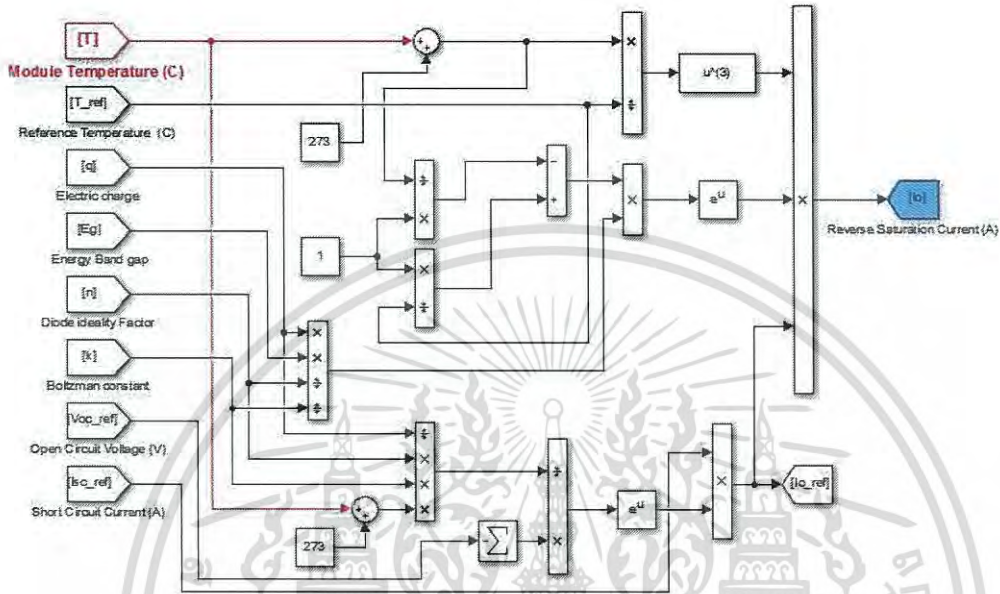 [T]
Module Temperature (C)
[T_ref]
Reference Temperature (C)
[q]
Electric charge
[Eg]
Energy Band gap
[n]
Diode ideality Factor
[k]
Boltzman constant
[Voc_ref]
Open Circuit Voltage (V)
[Isc_ref]
Short Circuit Current (A)
+
+
273
×
÷
u^(3)
÷
×
1
×
÷
−
+
×
e^u
×
[Io]
Reverse Saturation Current (A)
×
×
÷
÷
÷
×
×
×
+
+
273
−
∑
÷
×
e^u
×
[Io_ref]